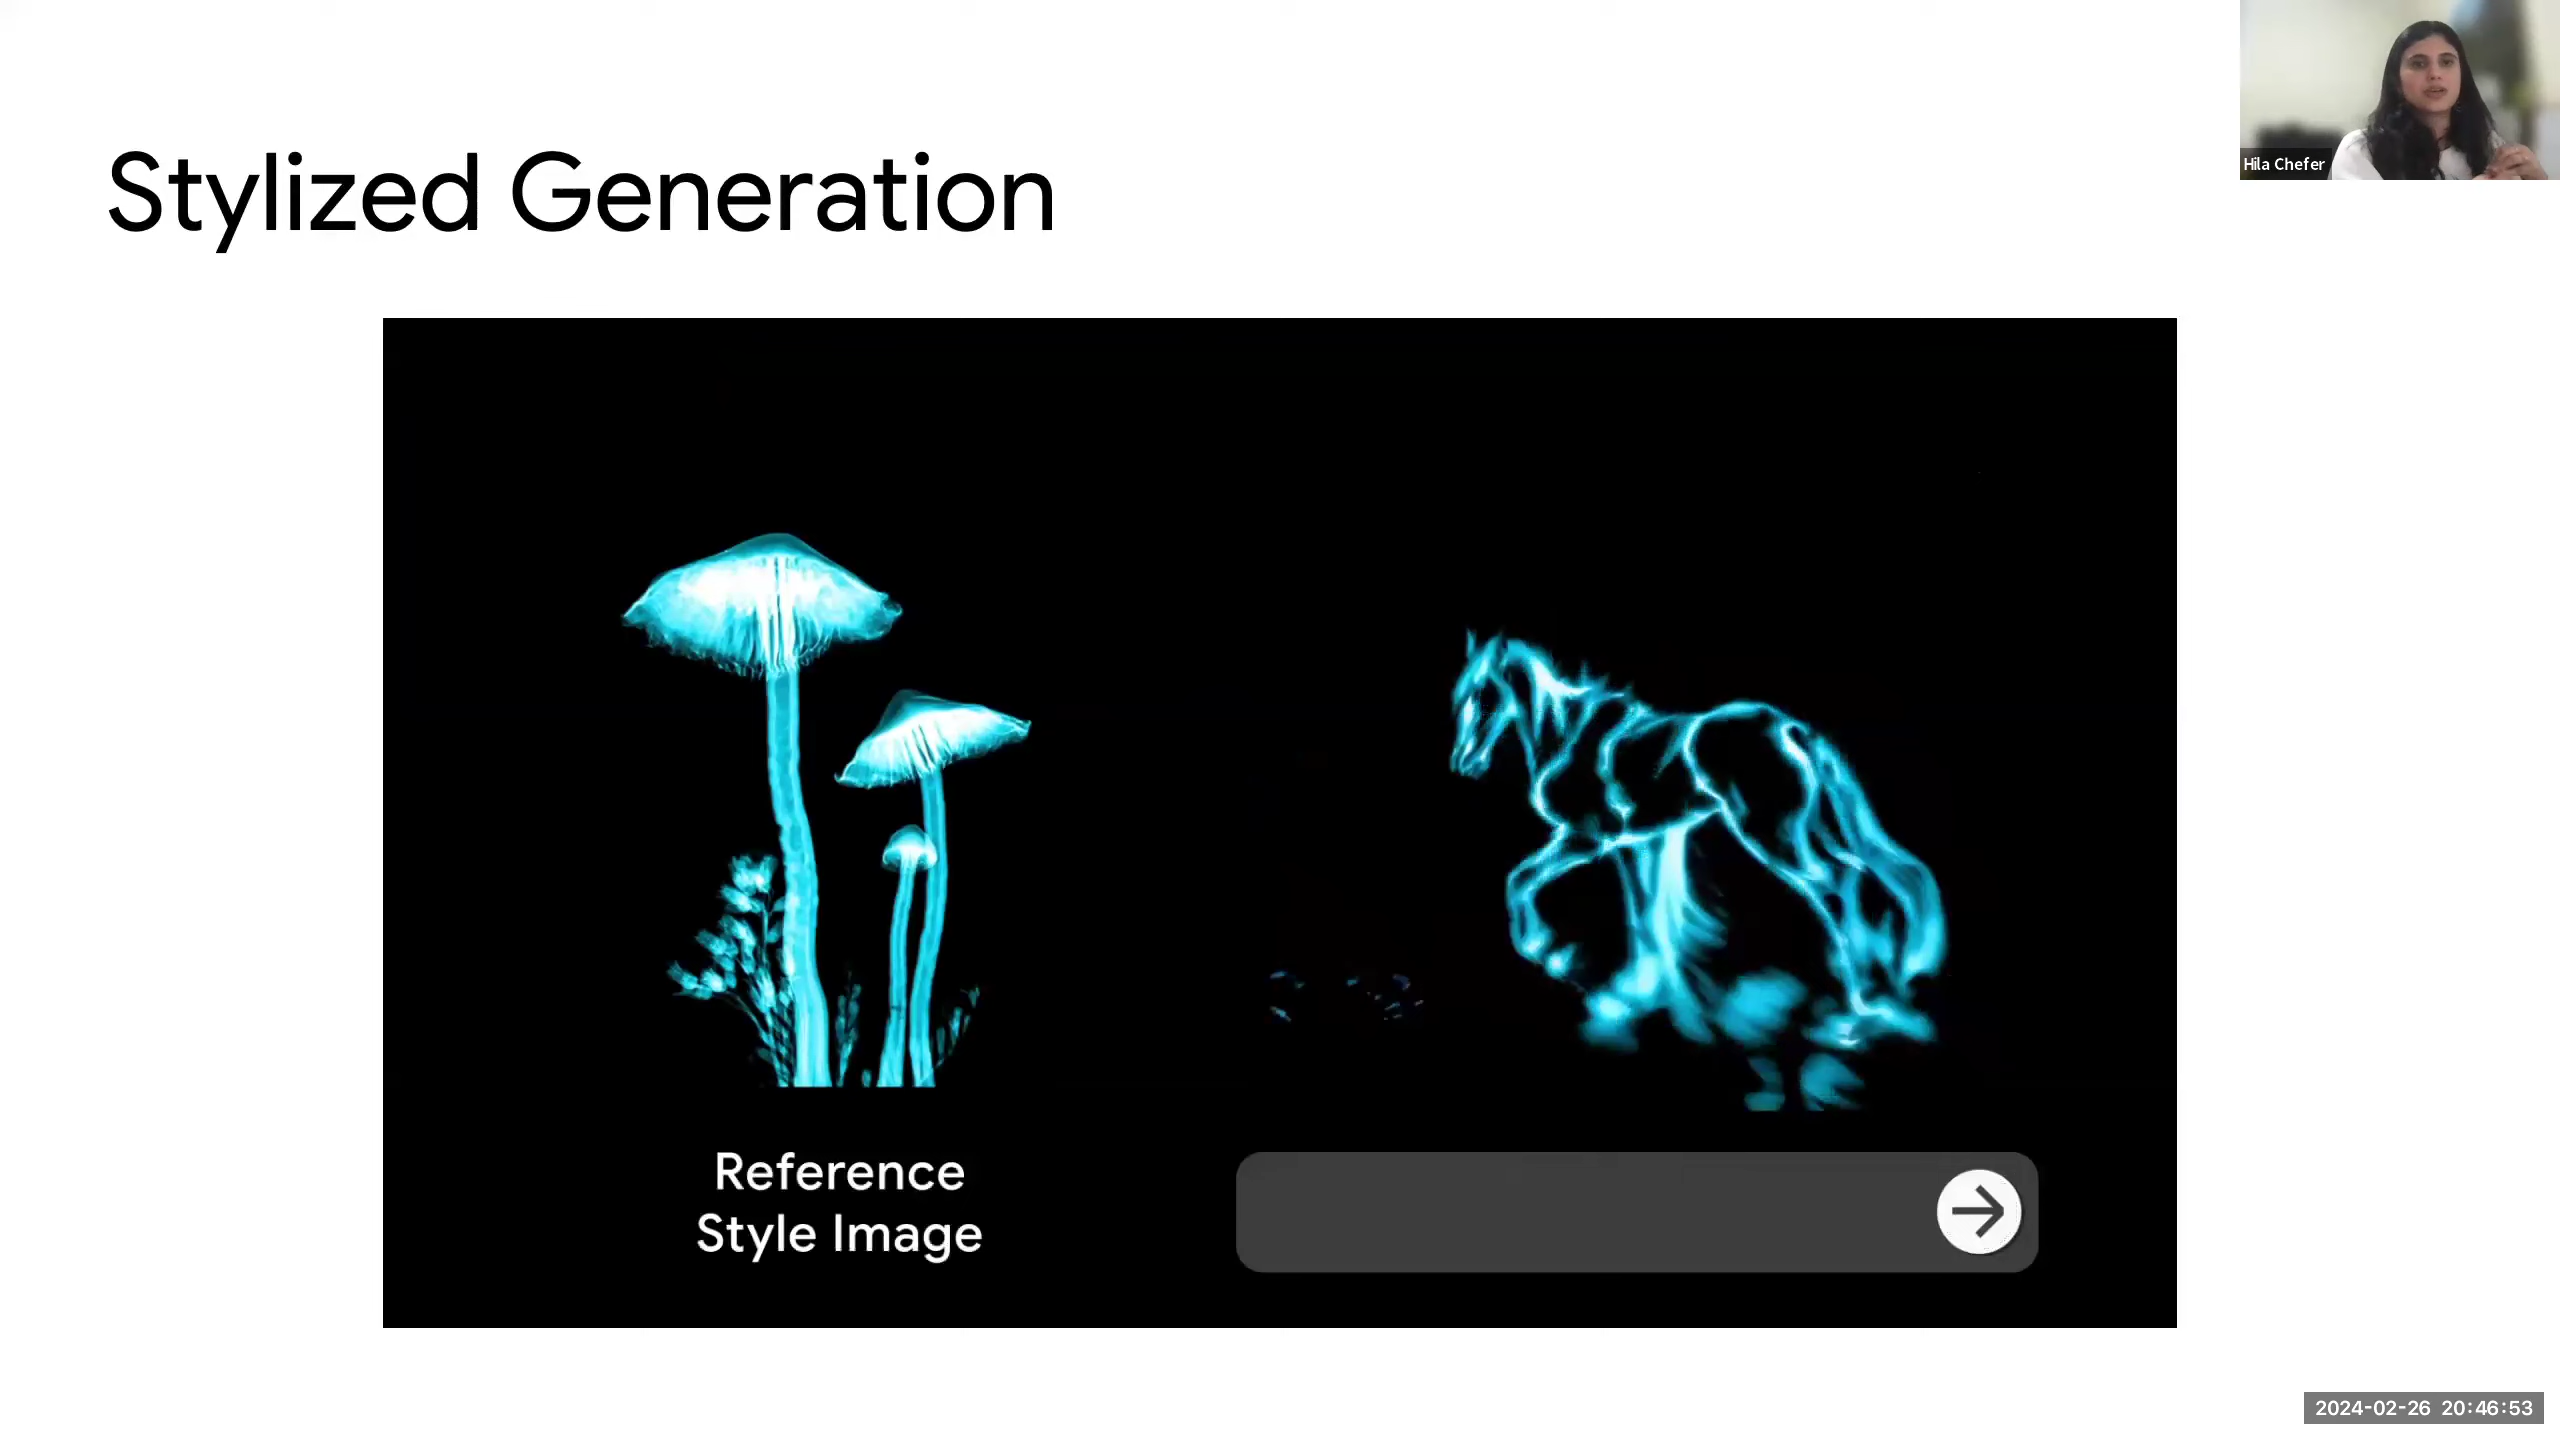 Hila Chefer
Stylized Generation
Reference
Style Image
2024-02-26 20:46:53